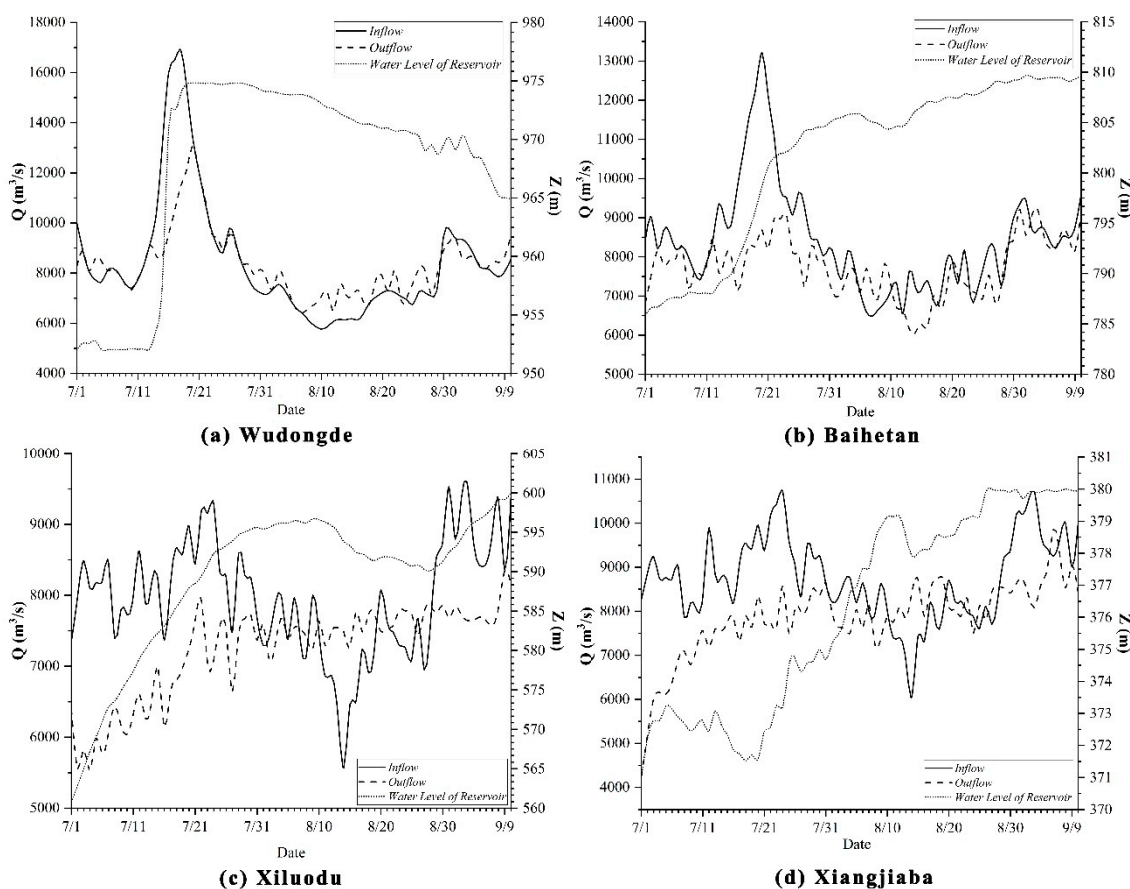 18000
16000
14000
12000
10000
8000
6000
4000
Q (m³/s)
980
975
970
965
960
955
950
Z (m)
Inflow
Outflow
Water Level of Reservoir
7/1 7/11 7/21 7/31 8/10 8/20 8/30 9/9
Date
(a) Wudongde
14000
13000
12000
11000
10000
9000
8000
7000
6000
5000
Q (m³/s)
815
810
805
800
795
790
785
780
Z (m)
Inflow
Outflow
Water Level of Reservoir
7/1 7/11 7/21 7/31 8/10 8/20 8/30 9/9
Date
(b) Baihetan
10000
9000
8000
7000
6000
5000
Q (m³/s)
605
600
595
590
585
580
575
570
565
560
Z (m)
Inflow
Outflow
Water Level of Reservoir
7/1 7/11 7/21 7/31 8/10 8/20 8/30 9/9
Date
(c) Xiluodu
11000
10000
9000
8000
7000
6000
5000
4000
Q (m³/s)
381
380
379
378
377
376
375
374
373
372
371
370
Z (m)
Inflow
Outflow
Water Level of Reservoir
7/1 7/11 7/21 7/31 8/10 8/20 8/30 9/9
Date
(d) Xiangjiaba